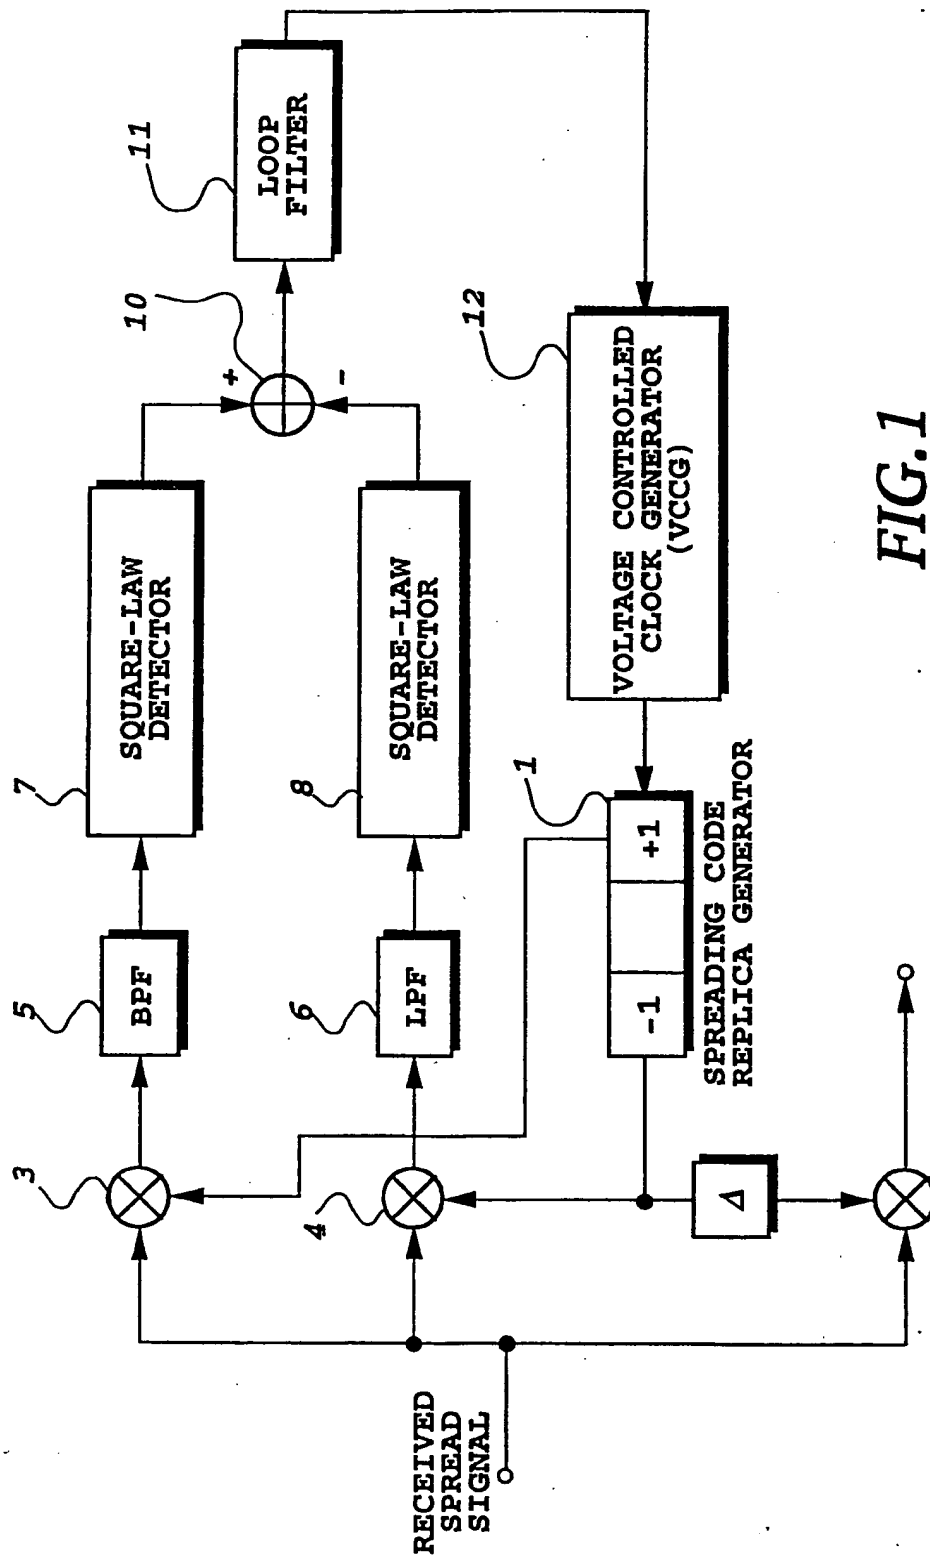 3
5
BPF
7
SQUARE-LAW
DETECTOR
+
10
-
11
LOOP
FILTER
4
6
LPF
8
SQUARE-LAW
DETECTOR
RECEIVED
SPREAD
SIGNAL
-1
+1
1
SPREADING CODE
REPLICA GENERATOR
12
VOLTAGE CONTROLLED
CLOCK GENERATOR
(VCCG)
Δ
FIG.1